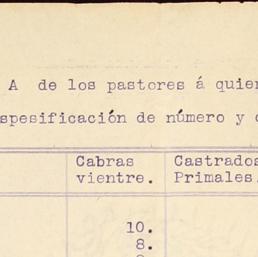 A de los pastores á quien
spesificación de número y
Cabras Castrados
vientre. Primales
10.
8.